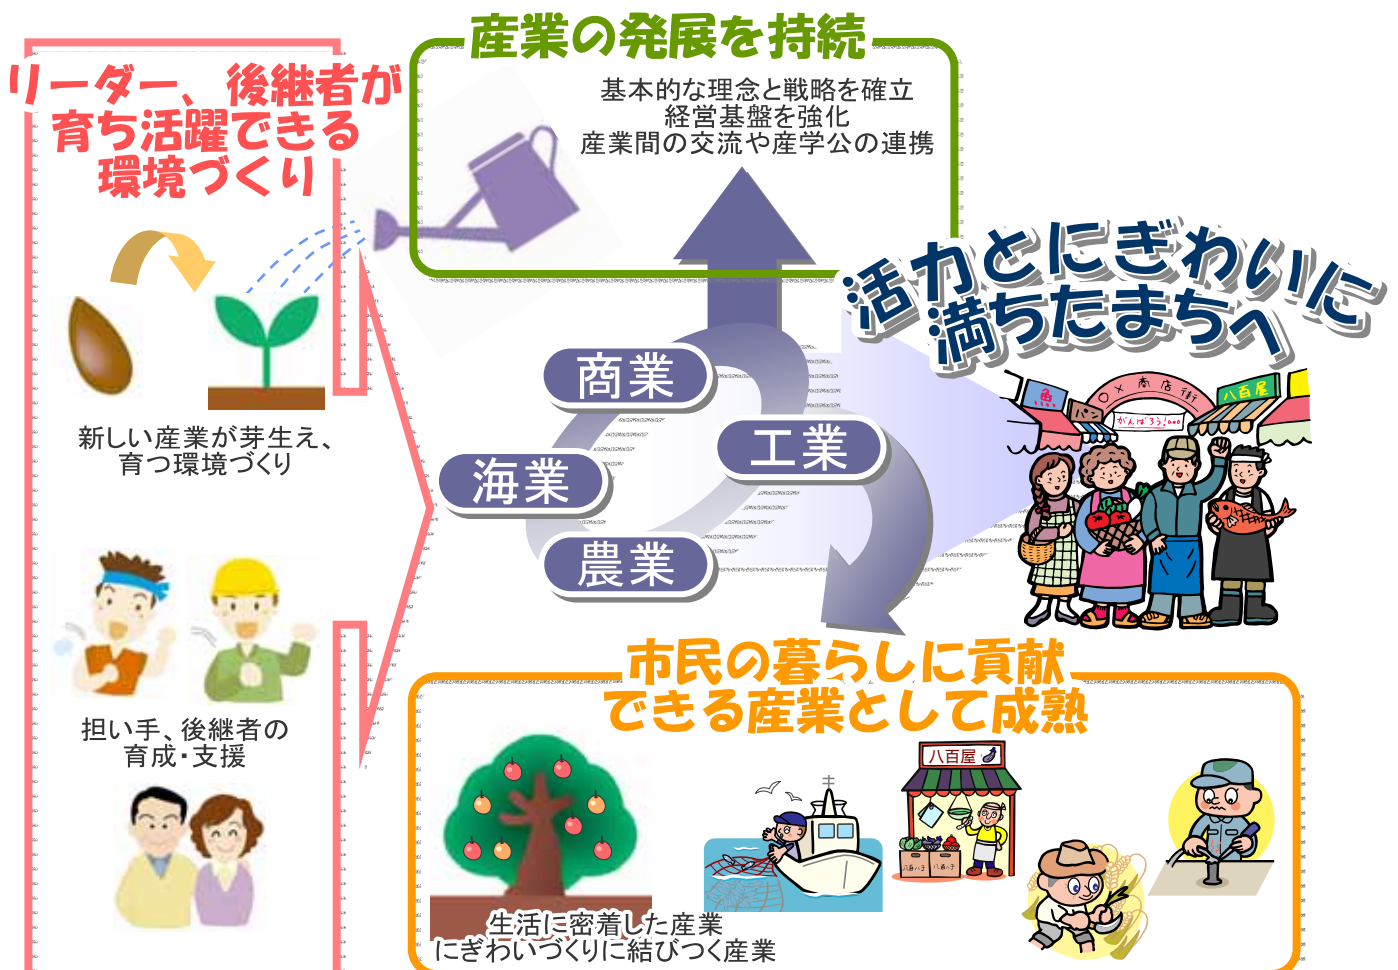 産業の発展を持続
基本的な理念と戦略を確立
経営基盤を強化
産業間の交流や産学公の連携
リーダー、後継者が
育ち活躍できる
環境づくり
新しい産業が芽生え、
育つ環境づくり
担い手、後継者の
育成・支援
商業
工業
海業
農業
活力とにぎわいに
満ちたまちへ
〇×商店街
魚
パン
がんばろう!
八百屋
市民の暮らしに貢献
できる産業として成熟
八百屋
生活に密着した産業
にぎわいづくりに結びつく産業